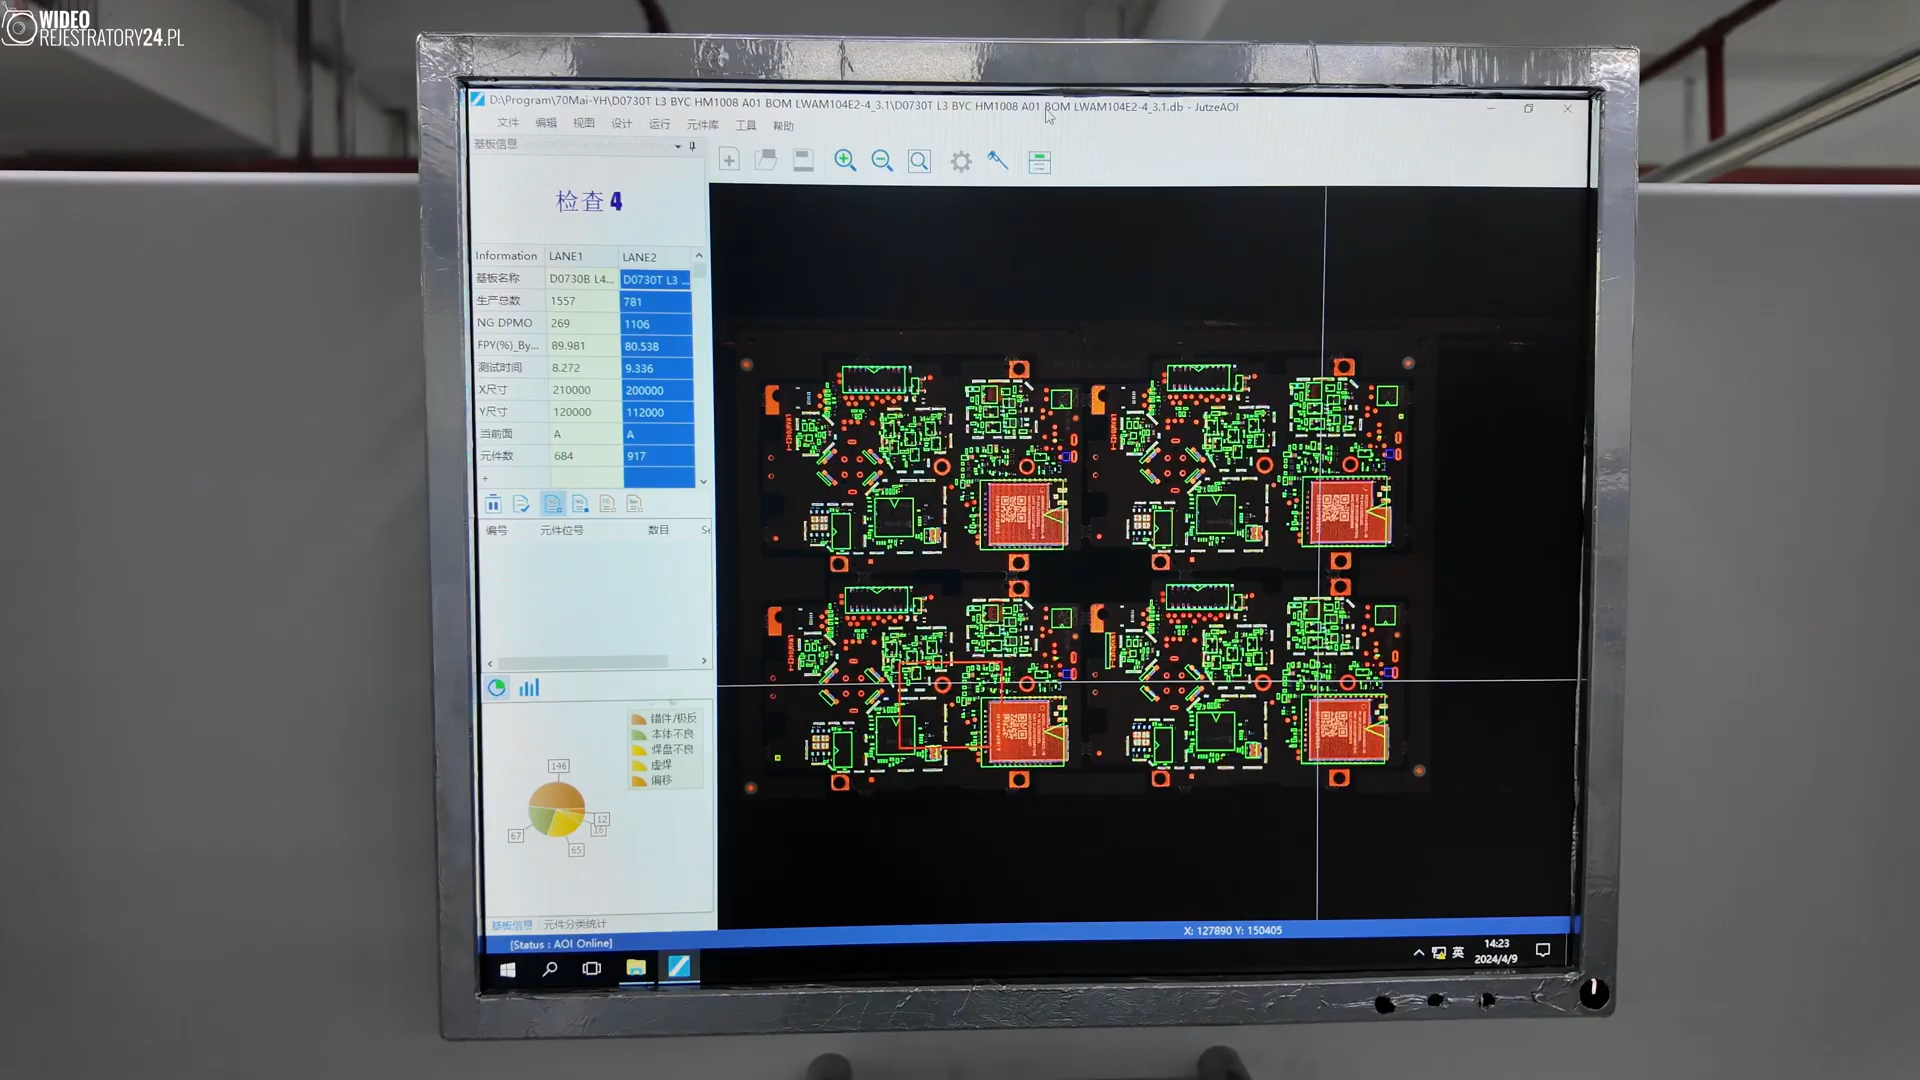 WIDEO
REJESTRATORY24.PL
D:\Program\70Mai-YH\D0730T L3 BYC HM1008 A01 BOM LWAM104E2-4_3.1\D0730T L3 BYC HM1008 A01 BOM LWAM104E2-4_3.1.db - JutzeAOI
文件 编辑 视图 设计 运行 元件库 工具 帮助
基板信息
检查4
Information LANE1 LANE2
基板名称 D0730B L4... D0730T L3 ...
生产总数 1557 781
NG DPMO 269 1106
FPY(%)_By... 89.981 80.538
测试时间 8.272 9.336
X尺寸 210000 200000
Y尺寸 120000 112000
当前面 A A
元件数 684 917
+
编号 元件位号 数目 Se
错件/极反
本体不良
焊盘不良
虚焊
偏移
146
12
16
67
65
基板信息 元件分类统计
[Status : AOI Online] X: 127890 Y: 150405
英 14:23
2024/4/9